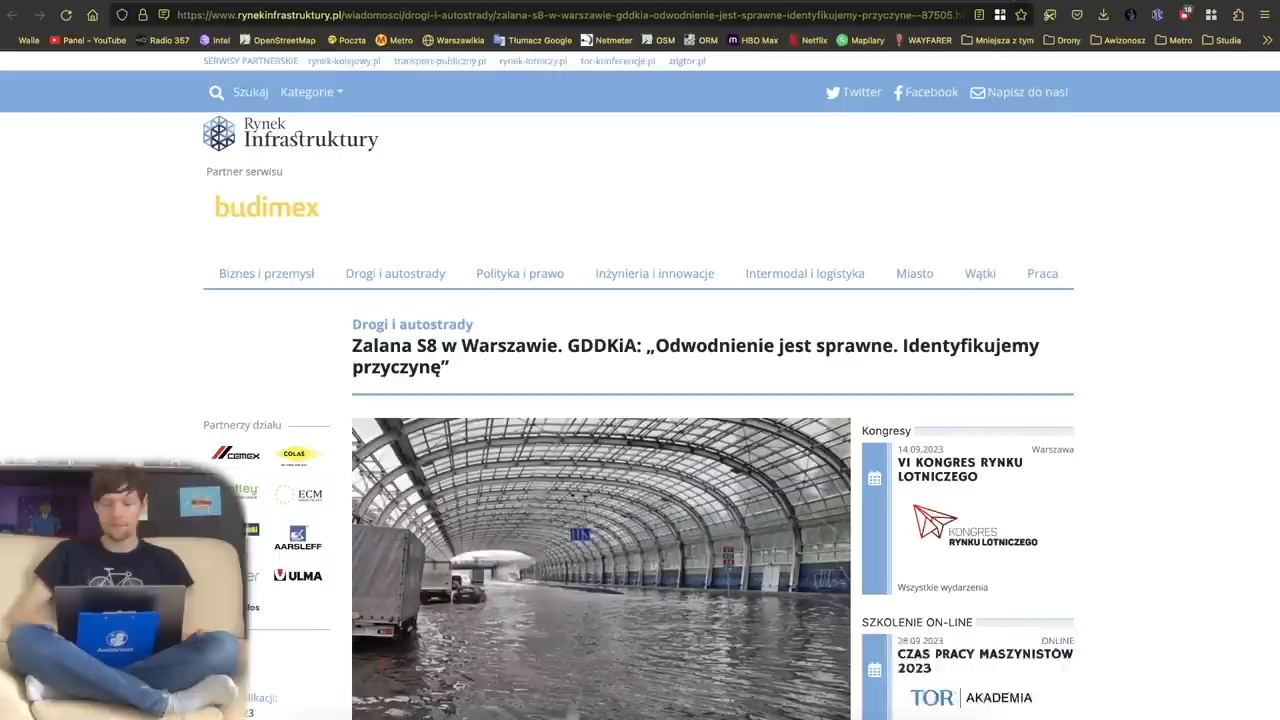 https://www.rynekinfrastruktury.pl/wiadomosci/drogi-i-autostrady/zalana-s8-w-warszawie-gddkia-odwodnienie-jest-sprawne-identyfikujemy-przyczyne--87505.h
18
Walle Panel – YouTube Radio 357 Intel OpenStreetMap Poczta Metro Warszawikia Tłumacz Google Netmeter OSM ORM HBO Max Netflix Mapilary WAYFARER Mniejsza z tym Drony Awizonosz Metro Studia
SERWISY PARTNERSKIE rynek-kolejowy.pl transport-publiczny.pl rynek-lotniczy.pl tor-konferencje.pl zdgtor.pl
Szukaj Kategorie Twitter Facebook Napisz do nas!
Rynek
Infrastruktury
Partner serwisu
budimex
Biznes i przemysł Drogi i autostrady Polityka i prawo Inżynieria i innowacje Intermodal i logistyka Miasto Wątki Praca
Drogi i autostrady
Zalana S8 w Warszawie. GDDKiA: „Odwodnienie jest sprawne. Identyfikujemy
przyczynę”
Partnerzy działu
CEMEX COLAS
ECM
AARSLEFF
ULMA
Kongresy
14.09.2023 Warszawa
VI KONGRES RYNKU
LOTNICZEGO
KONGRES
RYNKU LOTNICZEGO
Wszystkie wydarzenia
SZKOLENIE ON-LINE
28.09.2023 ONLINE
CZAS PRACY MASZYNISTÓW
2023
TOR AKADEMIA
Awizonosz